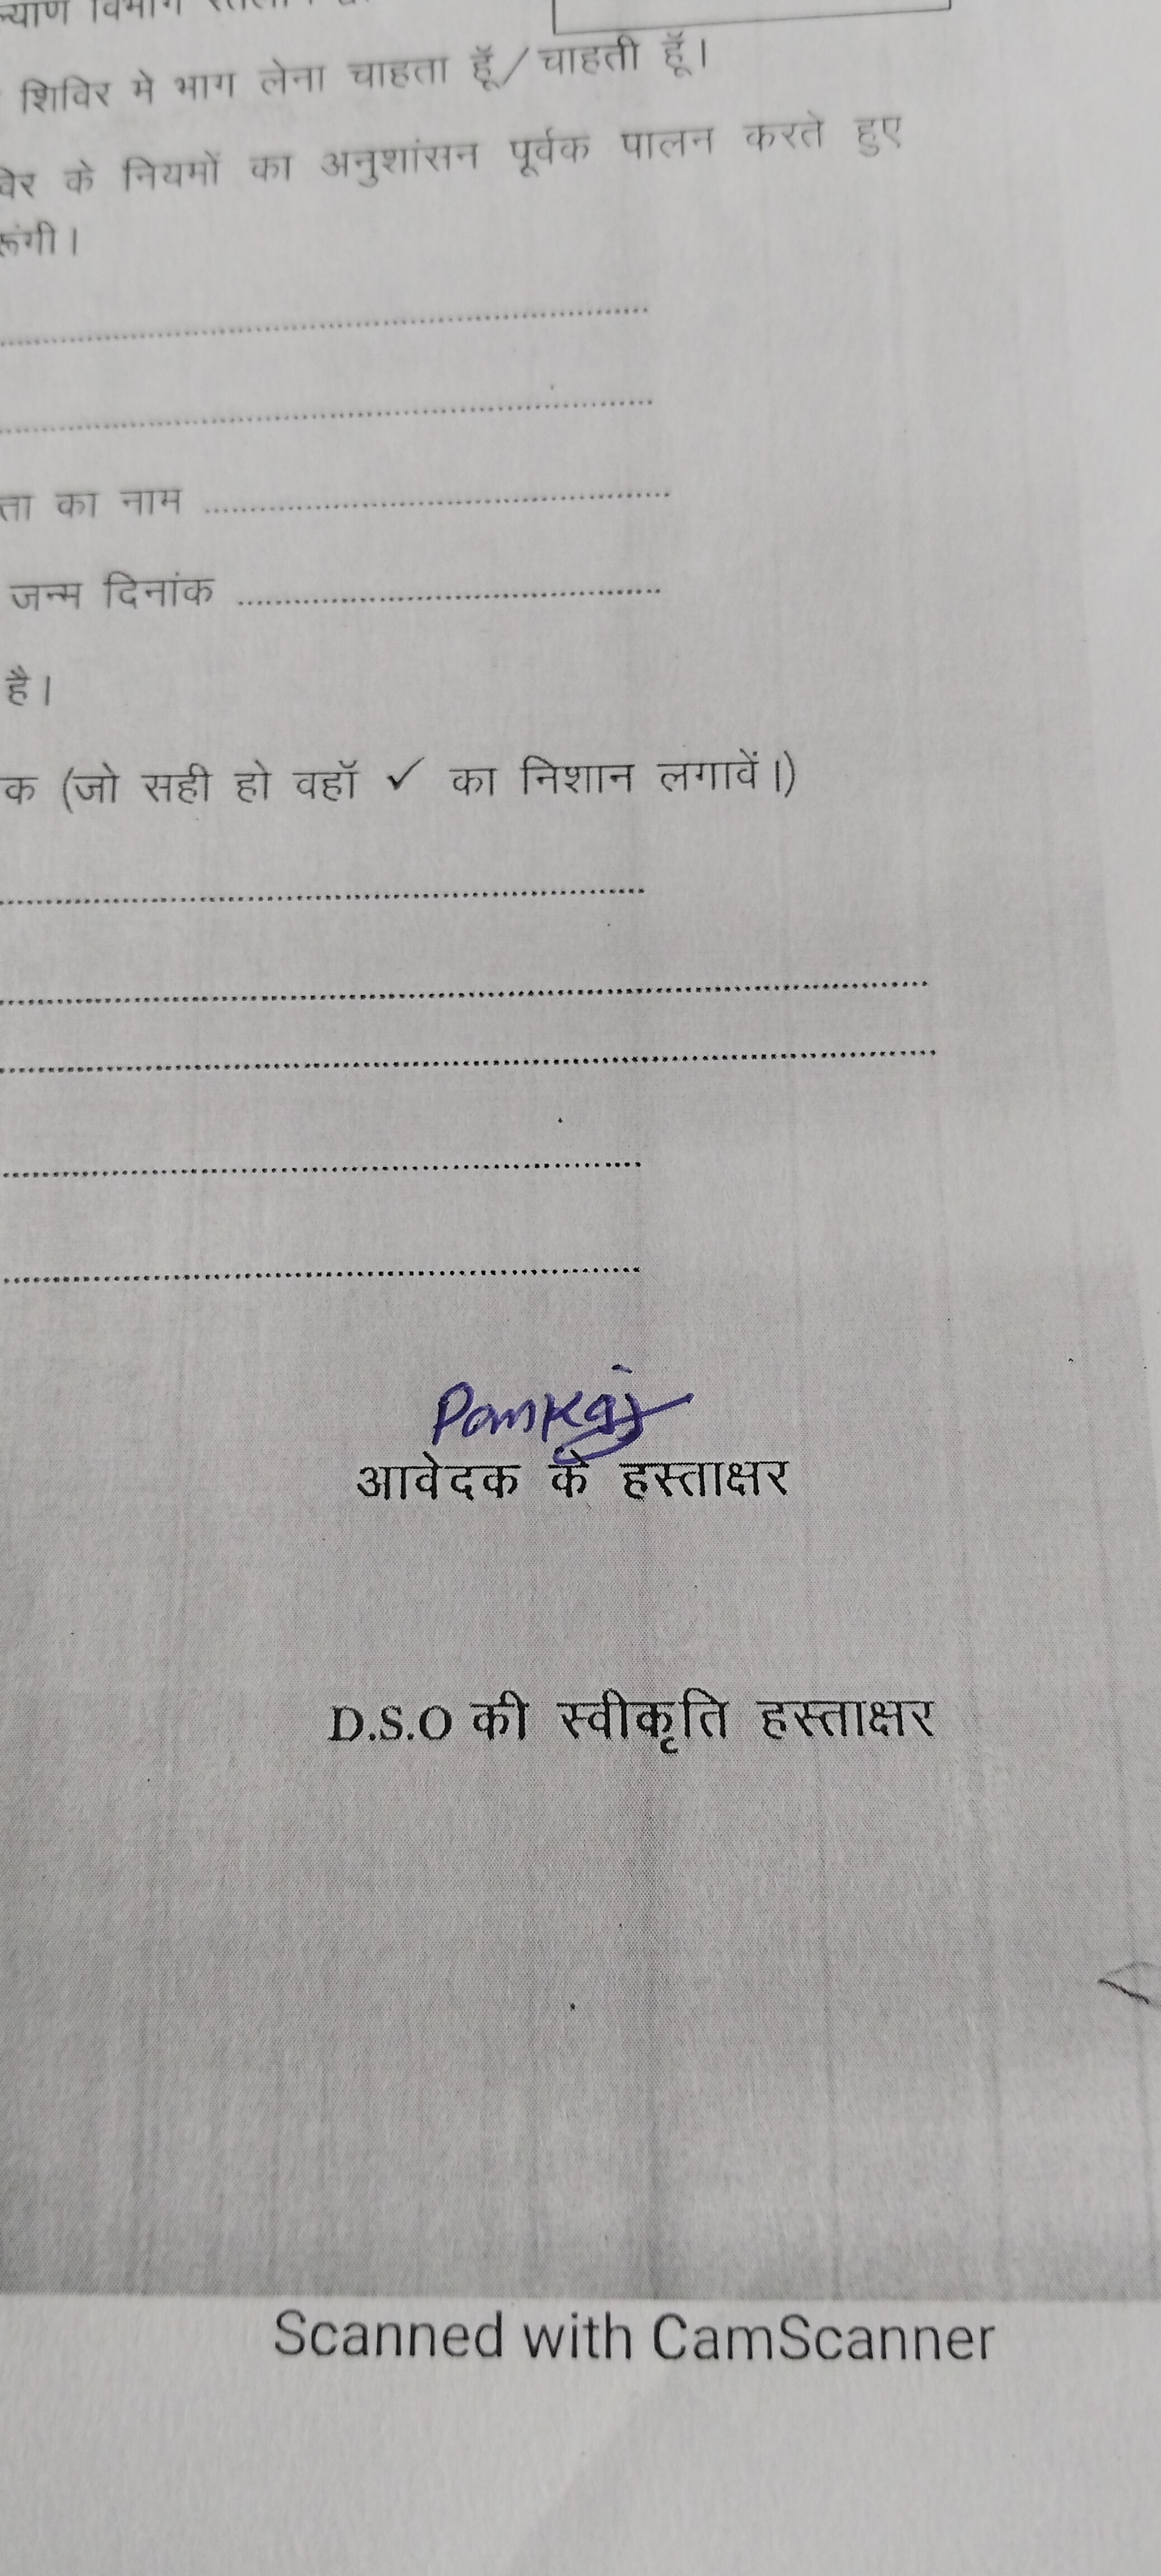 शिविर मे भाग लेना चाहता हूॅं/चाहती हूॅं।
के नियमों का अनुशांसन पूर्वक पालन करते हुए
ता का नाम ..................................................
जन्म दिनांक ..................................................
है।
क (जो सही हो वहॉ ✓ का निशान लगावें।)
Pankaj
आवेदक के हस्ताक्षर
D.S.O की स्वीकृति हस्ताक्षर
Scanned with CamScanner